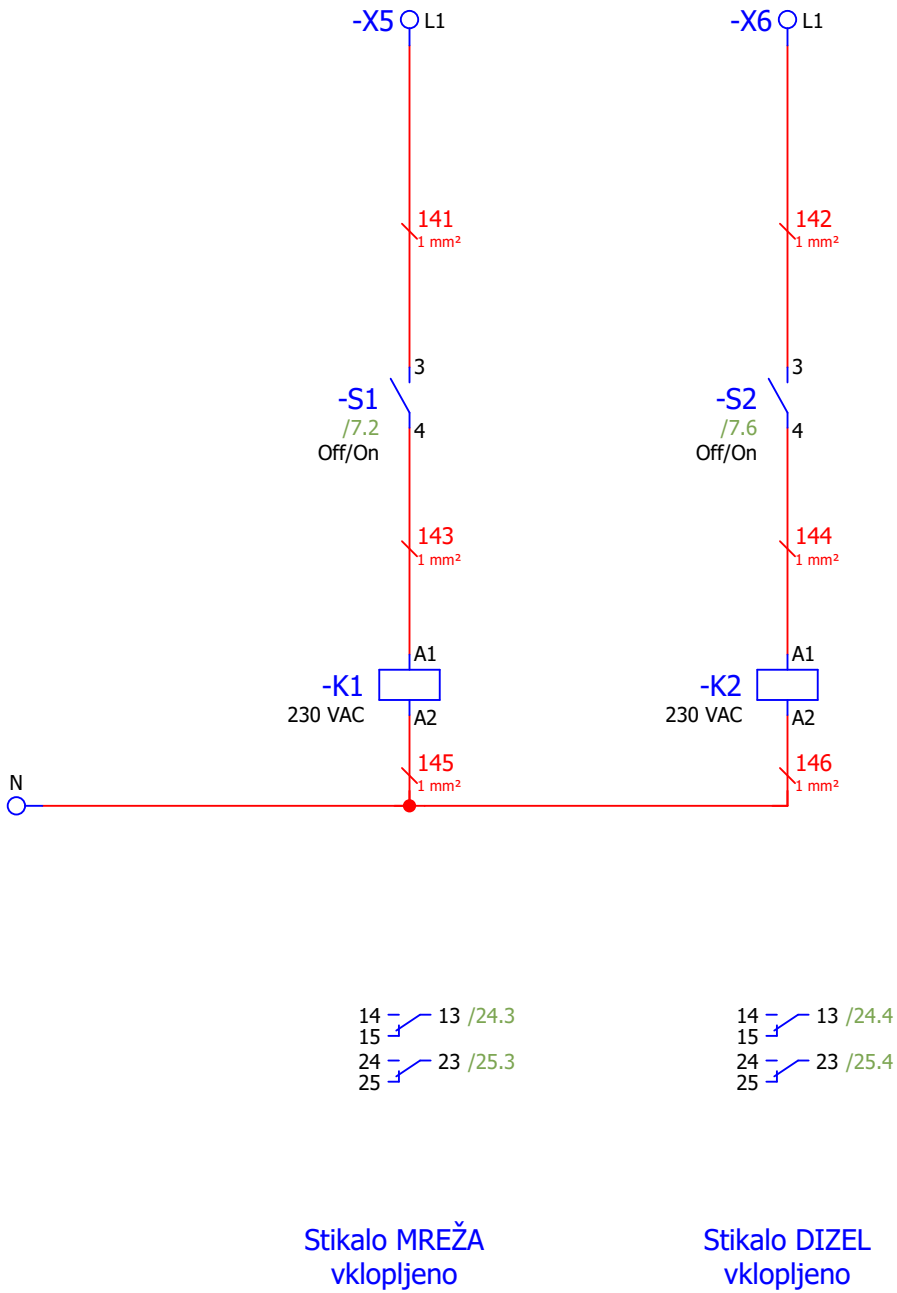 -X5 L1 -X6 L1
141 142
1 mm² 1 mm²
3 3
-S1 -S2
/7.2 4 /7.6 4
Off/On Off/On
143 144
1 mm² 1 mm²
A1 A1
-K1 -K2
230 VAC A2 230 VAC A2
145 146
1 mm² 1 mm²
N
14 13 /24.3 14 13 /24.4
15 15
24 23 /25.3 24 23 /25.4
25 25
Stikalo MREŽA Stikalo DIZEL
vklopljeno vklopljeno